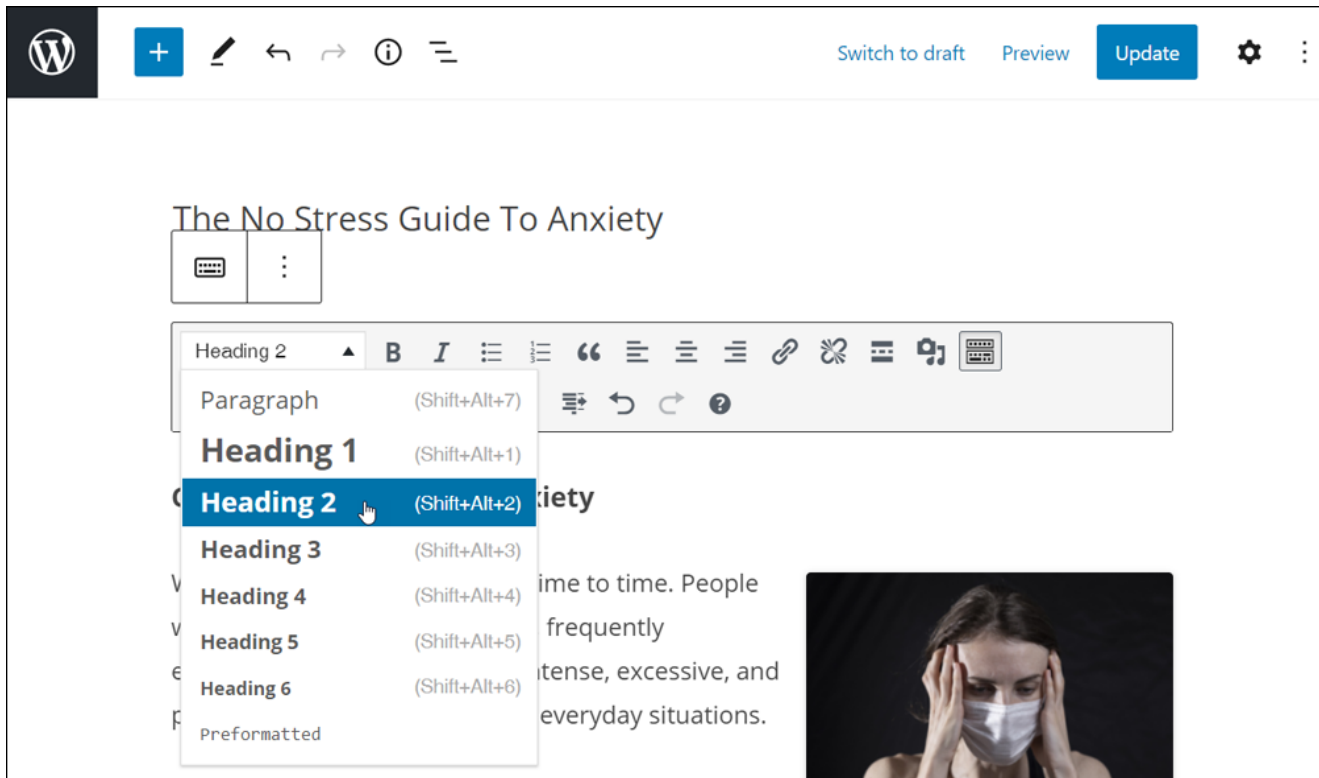 Switch to draft Preview Update
The No Stress Guide To Anxiety
Heading 2
Paragraph (Shift+Alt+7)
Heading 1 (Shift+Alt+1)
iety
Heading 2 (Shift+Alt+2)
Heading 3 (Shift+Alt+3)
ime to time. People
Heading 4 (Shift+Alt+4)
frequently
Heading 5 (Shift+Alt+5)
tense, excessive, and
Heading 6 (Shift+Alt+6)
everyday situations.
Preformatted